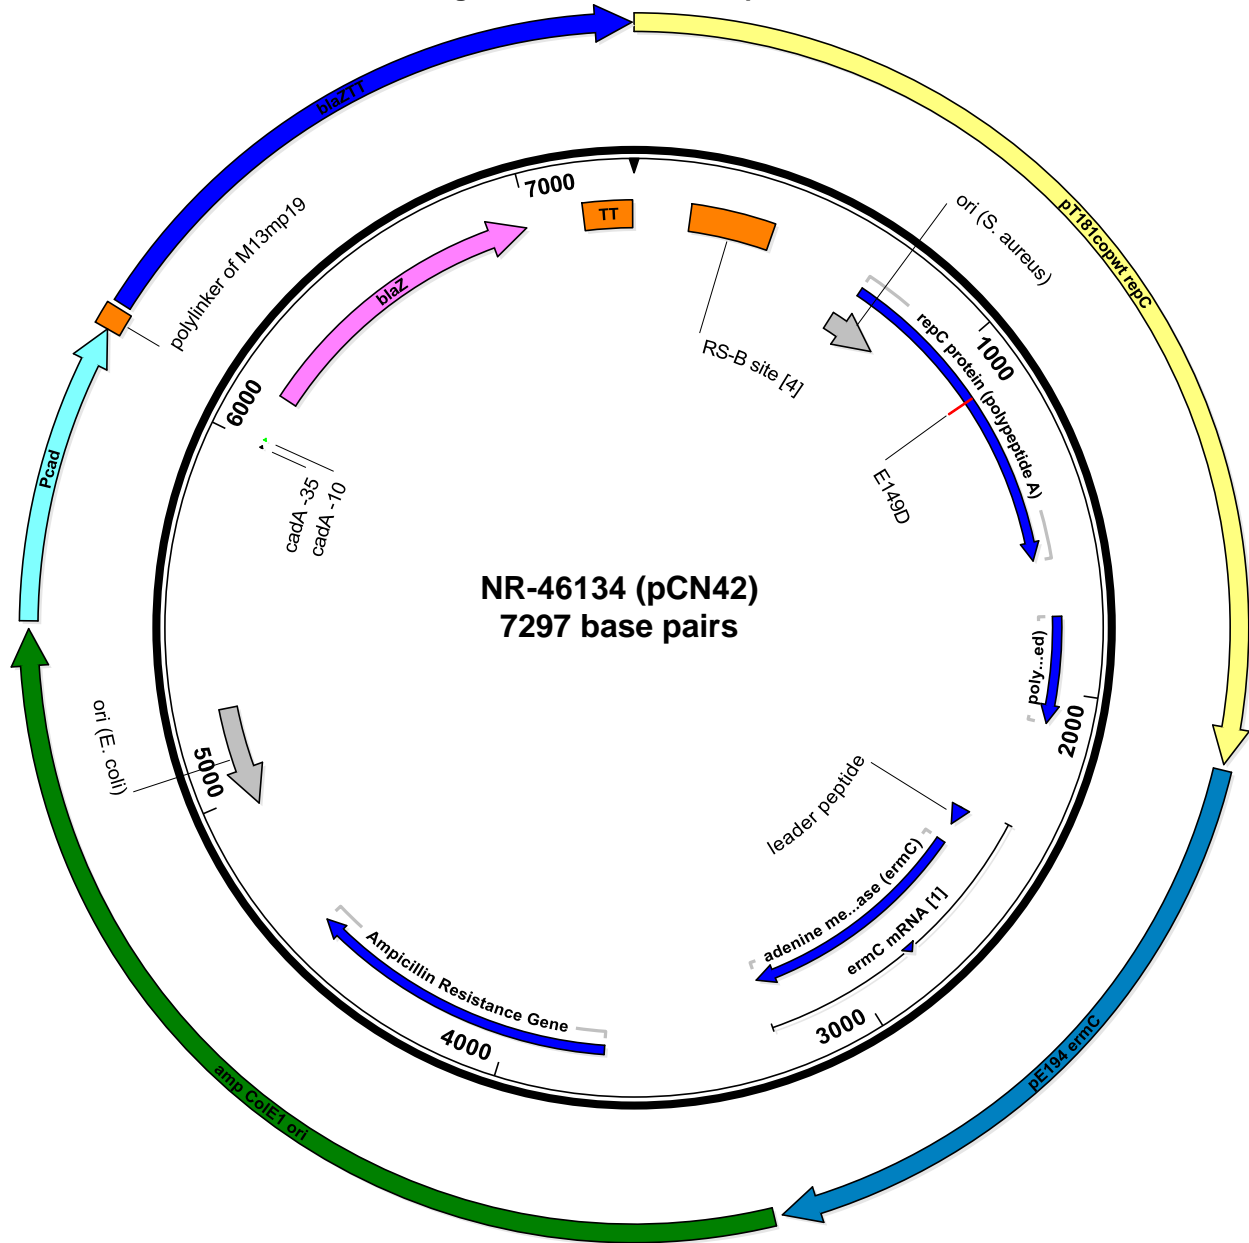 blaZTT
pT181copwt repC
7000
TT
polylinker of M13mp19
ori (S. aureus)
blaZ
RS-B site [4]
repC protein (polypeptide A)
1000
6000
Pcad
E149D
cadA -35
cadA -10
NR-46134 (pCN42)
7297 base pairs
poly...ed)
2000
ori (E. coli)
5000
leader peptide
adenine me...ase (ermC)
ermC mRNA [1]
3000
Ampicillin Resistance Gene
4000
pE194 ermC
amp ColE1 ori